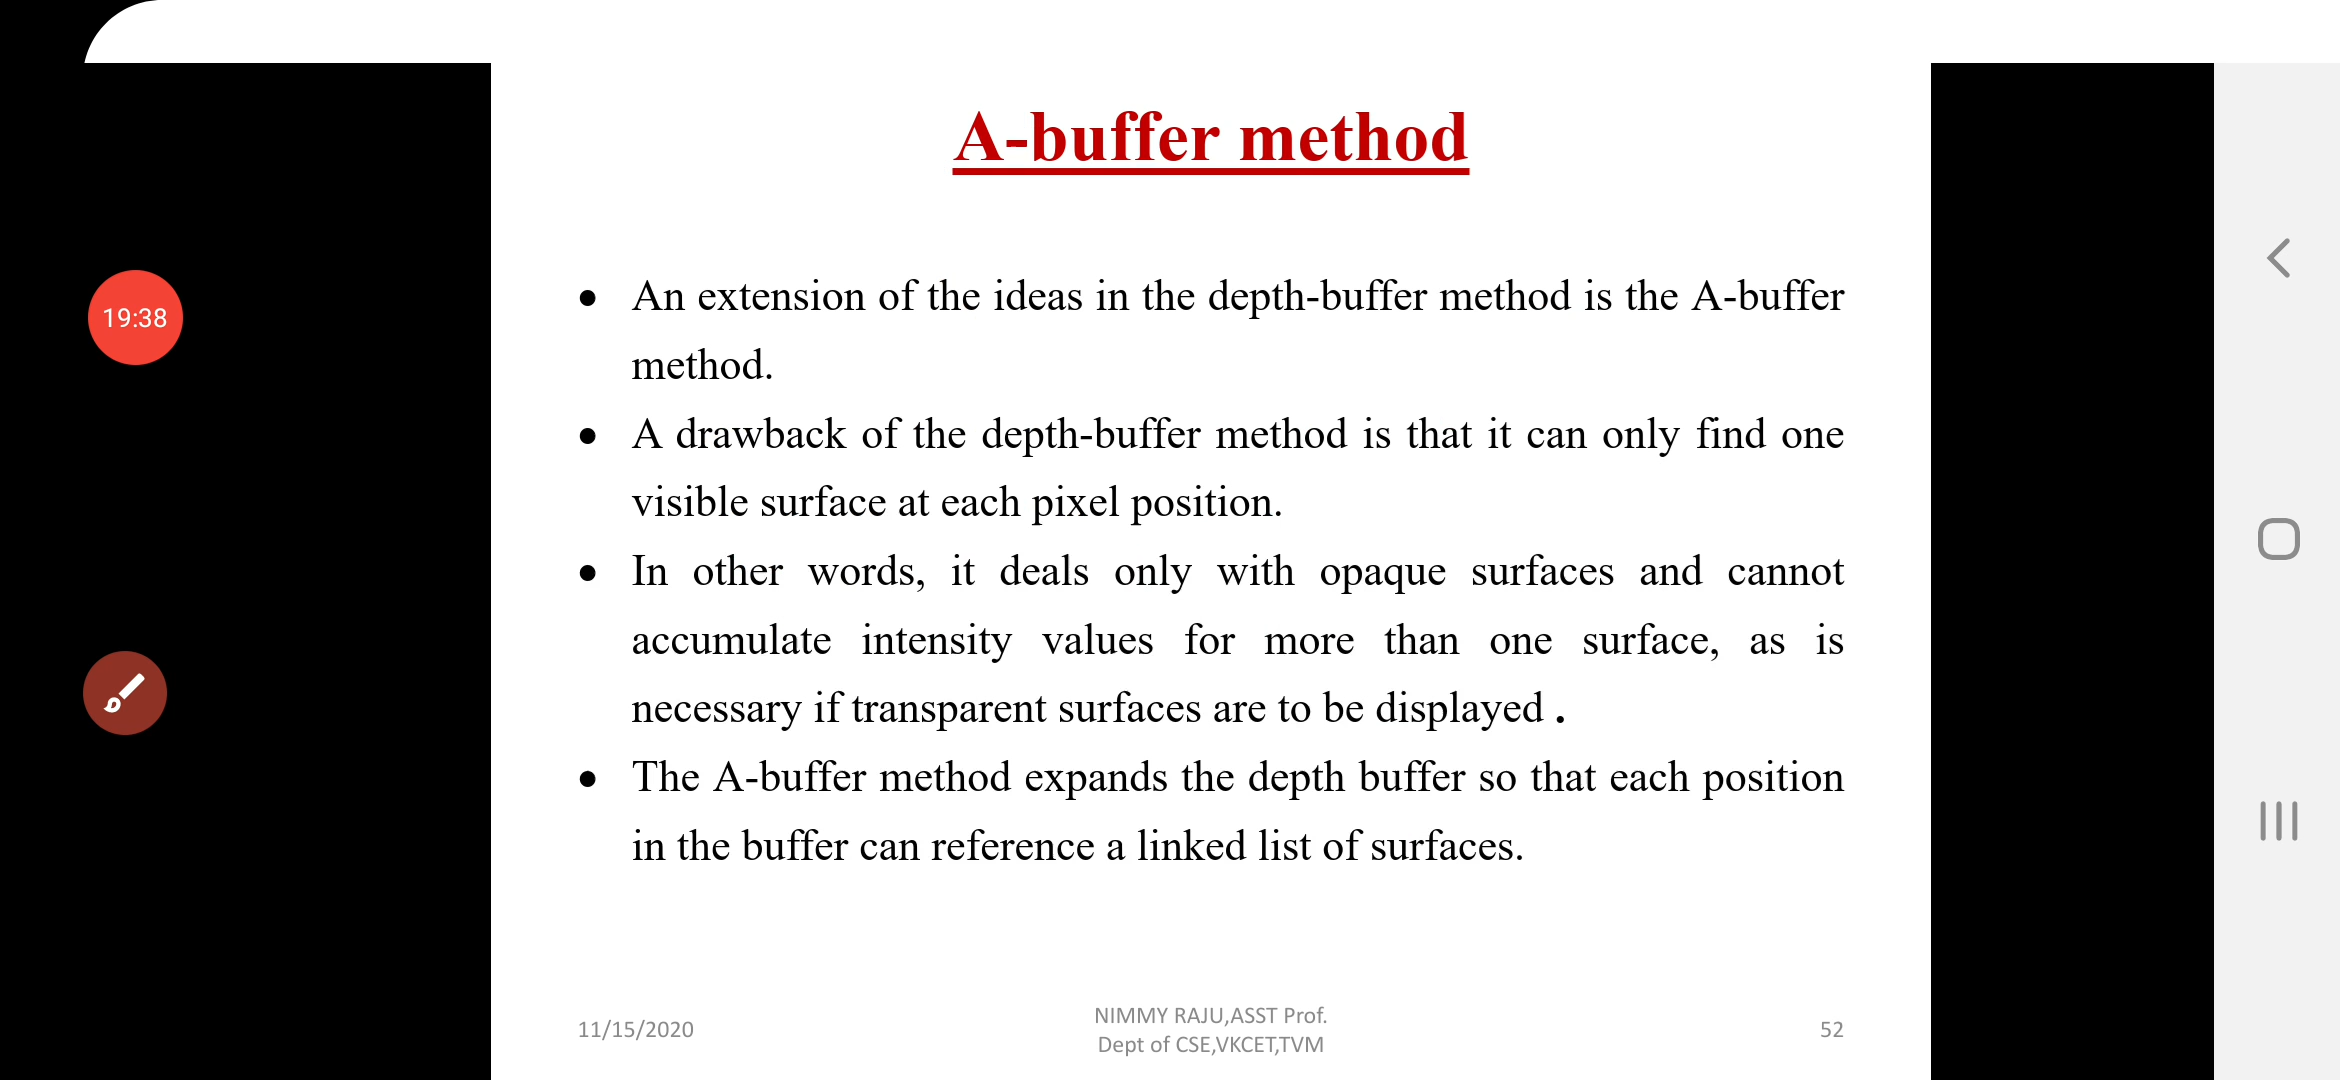 A-buffer method
19:38
• An extension of the ideas in the depth-buffer method is the A-buffer
method.
• A drawback of the depth-buffer method is that it can only find one
visible surface at each pixel position.
• In other words, it deals only with opaque surfaces and cannot
accumulate intensity values for more than one surface, as is
necessary if transparent surfaces are to be displayed .
• The A-buffer method expands the depth buffer so that each position
in the buffer can reference a linked list of surfaces.
11/15/2020
NIMMY RAJU,ASST Prof.
Dept of CSE,VKCET,TVM
52